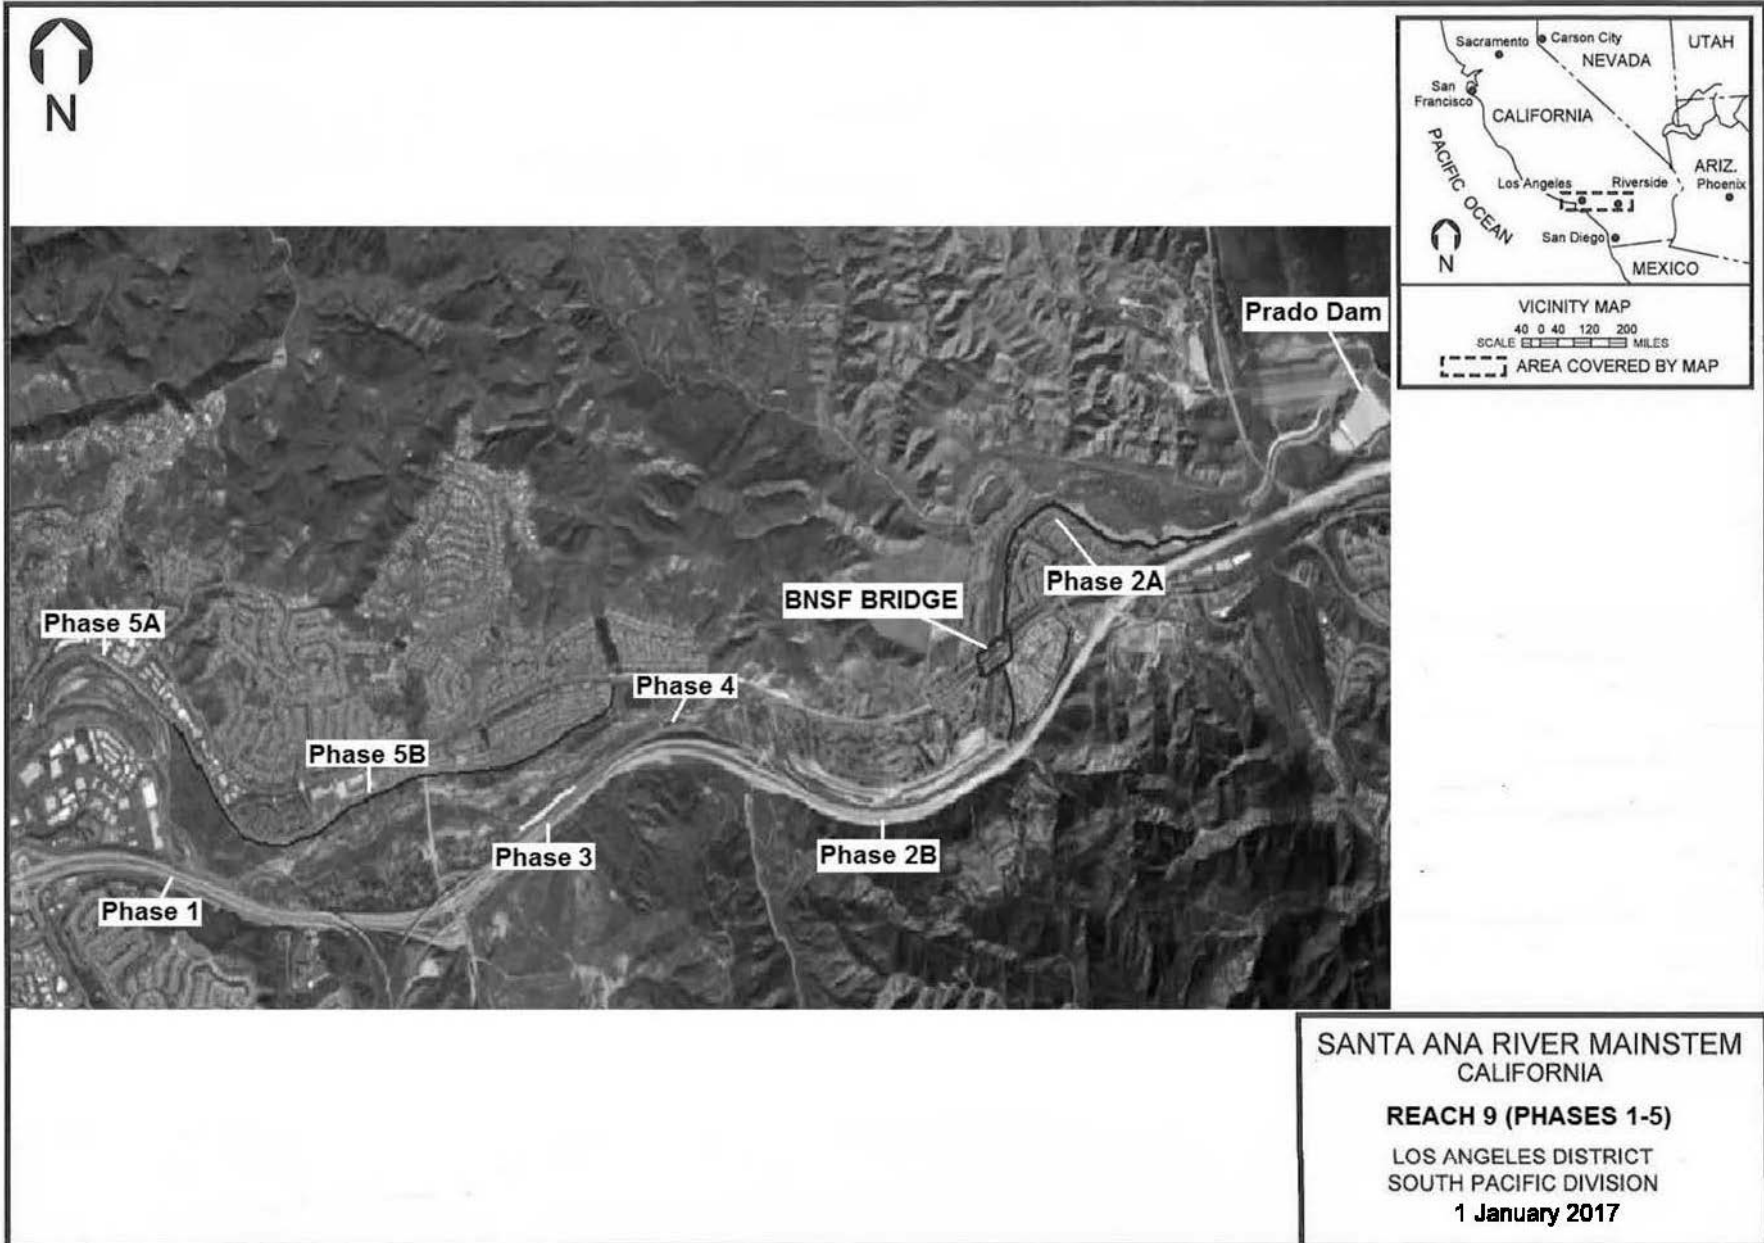 N
Sacramento
Carson City
NEVADA
UTAH
San
Francisco
CALIFORNIA
PACIFIC OCEAN
ARIZ.
Los Angeles
Riverside
Phoenix
San Diego
N
MEXICO
VICINITY MAP
40 0 40 120 200
SCALE MILES
AREA COVERED BY MAP
Prado Dam
Phase 2A
BNSF BRIDGE
Phase 5A
Phase 4
Phase 5B
Phase 3
Phase 2B
Phase 1
SANTA ANA RIVER MAINSTEM
CALIFORNIA
REACH 9 (PHASES 1-5)
LOS ANGELES DISTRICT
SOUTH PACIFIC DIVISION
1 January 2017